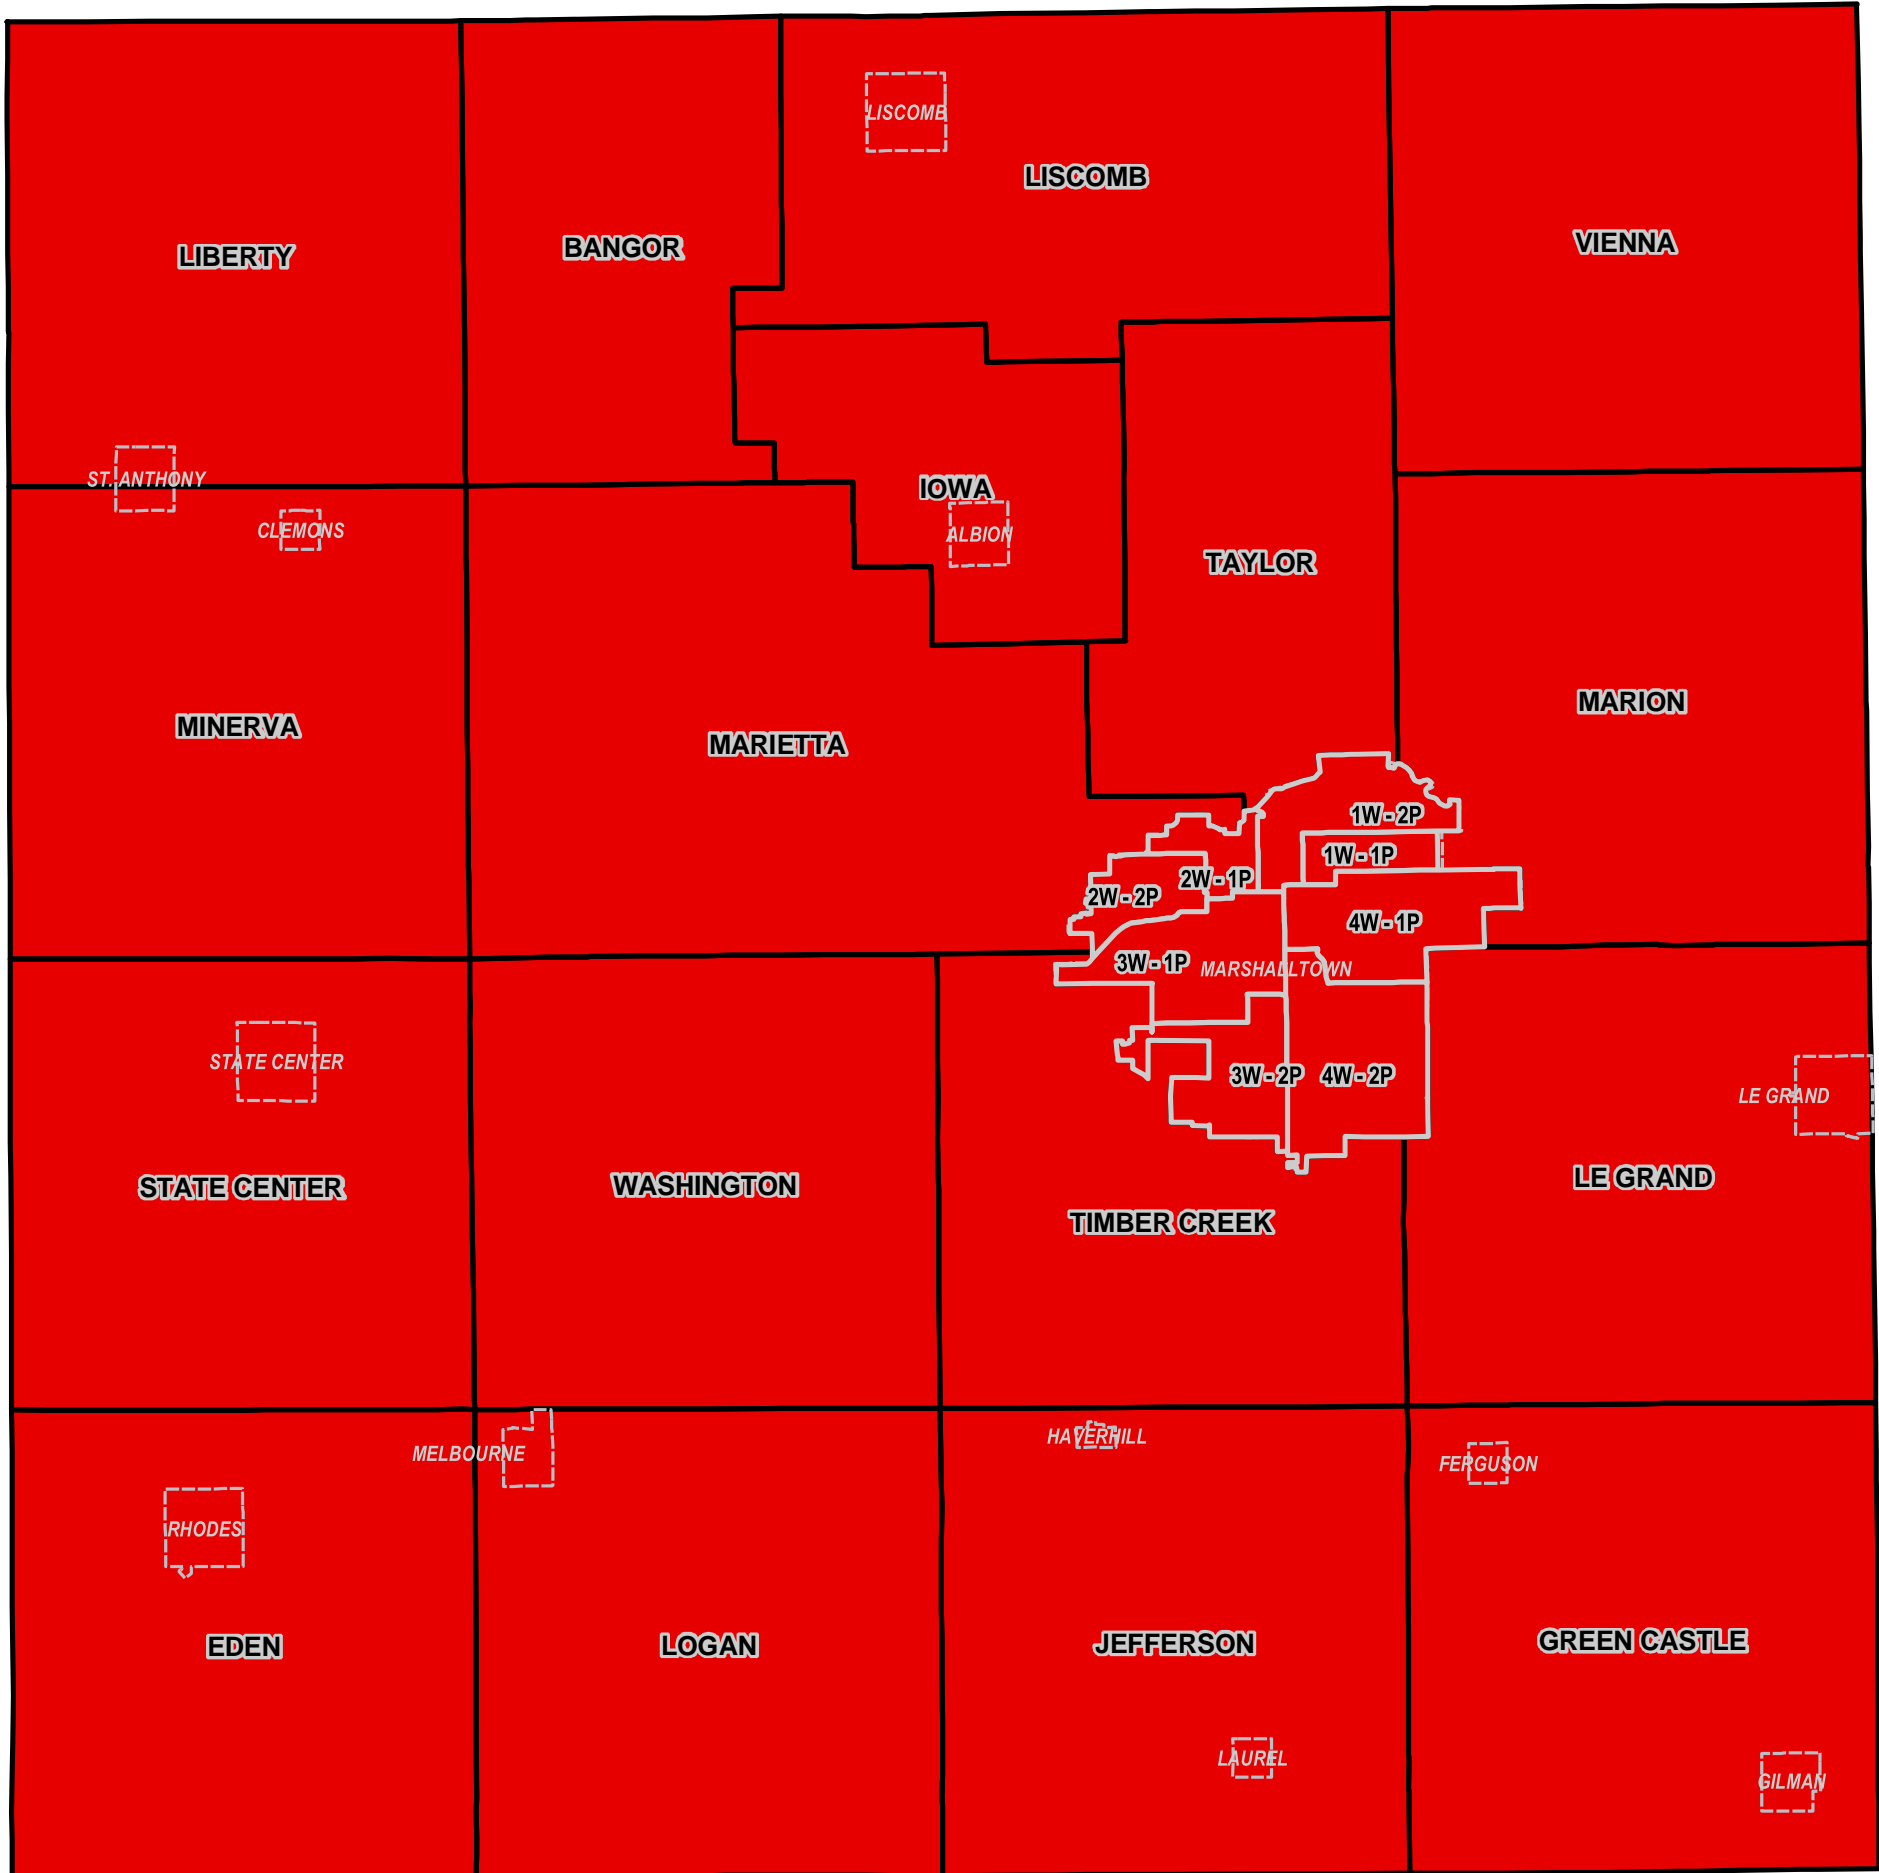 LISCOMB
LISCOMB
VIENNA
BANGOR
LIBERTY
ST. ANTHONY
IOWA
CLEMONS
ALBION
TAYLOR
MARION
MINERVA
MARIETTA
1W - 2P
1W - 1P
2W - 1P
2W - 2P
4W - 1P
3W - 1P
MARSHALLTOWN
STATE CENTER
3W - 2P
4W - 2P
LE GRAND
LE GRAND
STATE CENTER
WASHINGTON
TIMBER CREEK
HAVERHILL
MELBOURNE
FERGUSON
RHODES
EDEN
LOGAN
JEFFERSON
GREEN CASTLE
LAUREL
GILMAN